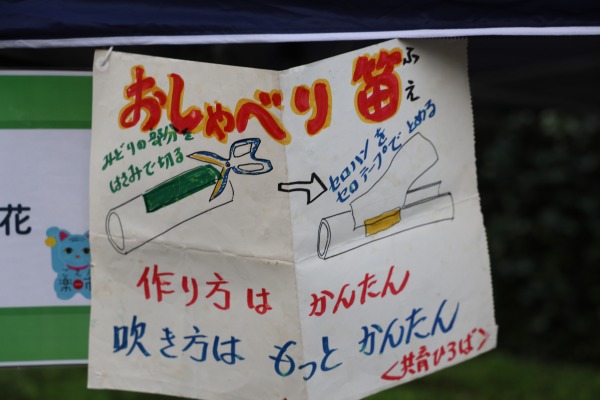 おしゃべり笛
ふえ
みどりの部分を
はさみで切る
セロハンを
セロテープで止める
作り方は かんたん
吹き方は もっと かんたん
<共育ひろば>
花